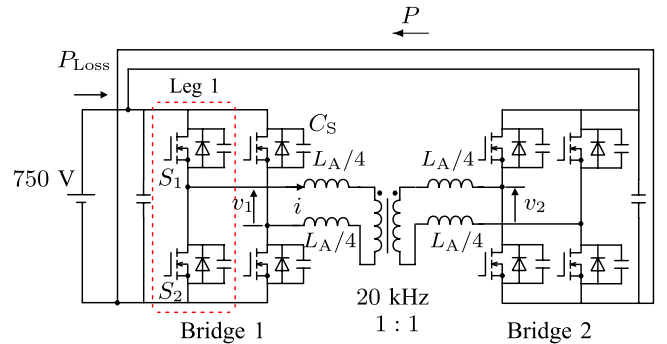 P
P_Loss
Leg 1
C_S
L_A/4
L_A/4
750 V
S_1
v_1
i
v_2
L_A/4
L_A/4
S_2
20 kHz
1 : 1
Bridge 1
Bridge 2